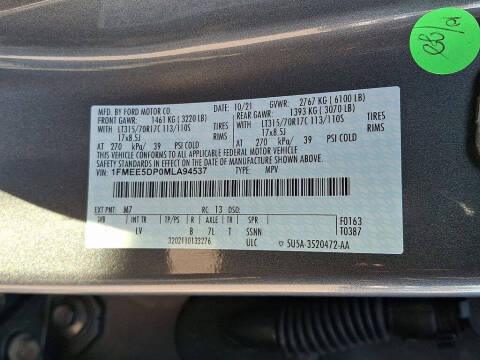 MFD. BY FORD MOTOR CO. 10/21 GVWR: 2767 KG ( 6100 LB)
FRONT GAWR: 1461 KG ( 3220 LB) REAR GAWR: 1393 KG ( 3070 LB)
WITH LT315/70R17C 113/110S TIRES WITH LT315/70R17C 113/110S TIRES
17x8.5J RIMS 17x8.5J RIMS
AT 270 kPa/ 39 PSI COLD AT 270 kPa/ 39 PSI COLD
THIS VEHICLE CONFORMS TO ALL APPLICABLE FEDERAL MOTOR VEHICLE
SAFETY STANDARDS IN EFFECT ON THE DATE OF MANUFACTURE SHOWN ABOVE.
VIN: 1FMEE5DP0MLA94537 TYPE: MPV
EXT PNT: M7 RC: 13 DSO: F0163
WB INT TR TP/PS R AXLE TR SPR T0387
LV B 7L T SSNN
3202110133276 ULC 5U5A-3520472-AA